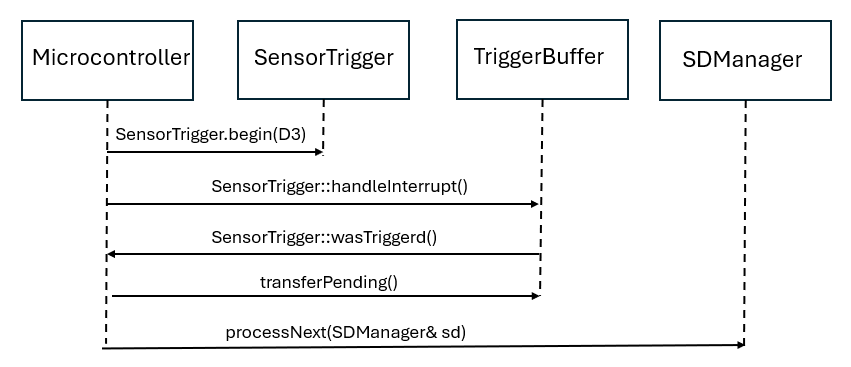 Microcontroller
SensorTrigger
TriggerBuffer
SDManager
SensorTrigger.begin(D3)
SensorTrigger::handleInterrupt()
SensorTrigger::wasTriggerd()
transferPending()
processNext(SDManager& sd)